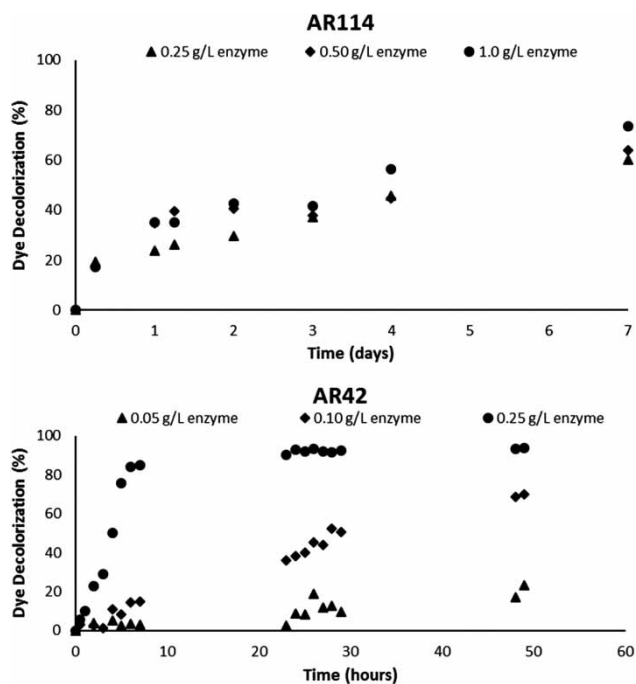 AR114
▲ 0.25 g/L enzyme ◆ 0.50 g/L enzyme ● 1.0 g/L enzyme
Dye Decolorization (%)
100
80
60
40
20
0
0 1 2 3 4 5 6 7
Time (days)
AR42
▲ 0.05 g/L enzyme ◆ 0.10 g/L enzyme ● 0.25 g/L enzyme
Dye Decolorization (%)
100
80
60
40
20
0
0 10 20 30 40 50 60
Time (hours)